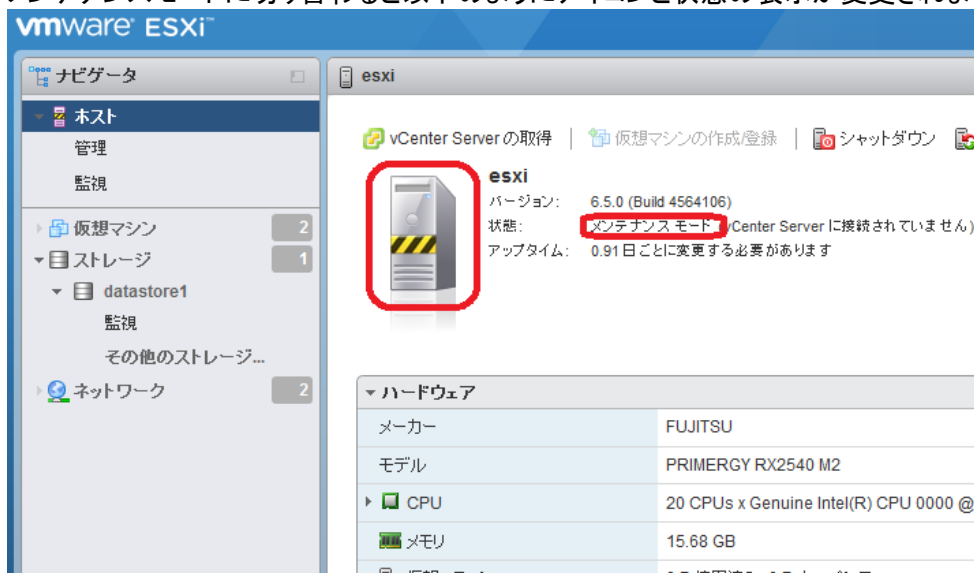 vmware ESXi™
ナビゲータ
ホスト
管理
監視
仮想マシン 2
ストレージ 1
datastore1
監視
その他のストレージ...
ネットワーク 2
esxi
vCenter Server の取得 | 仮想マシンの作成/登録 | シャットダウン
esxi
バージョン: 6.5.0 (Build 4564106)
状態: メンテナンス モード (vCenter Server に接続されていません)
アップタイム: 0.91 日ごとに変更する必要があります
ハードウェア
メーカー FUJITSU
モデル PRIMERGY RX2540 M2
CPU 20 CPUs x Genuine Intel(R) CPU 0000 @
メモリ 15.68 GB